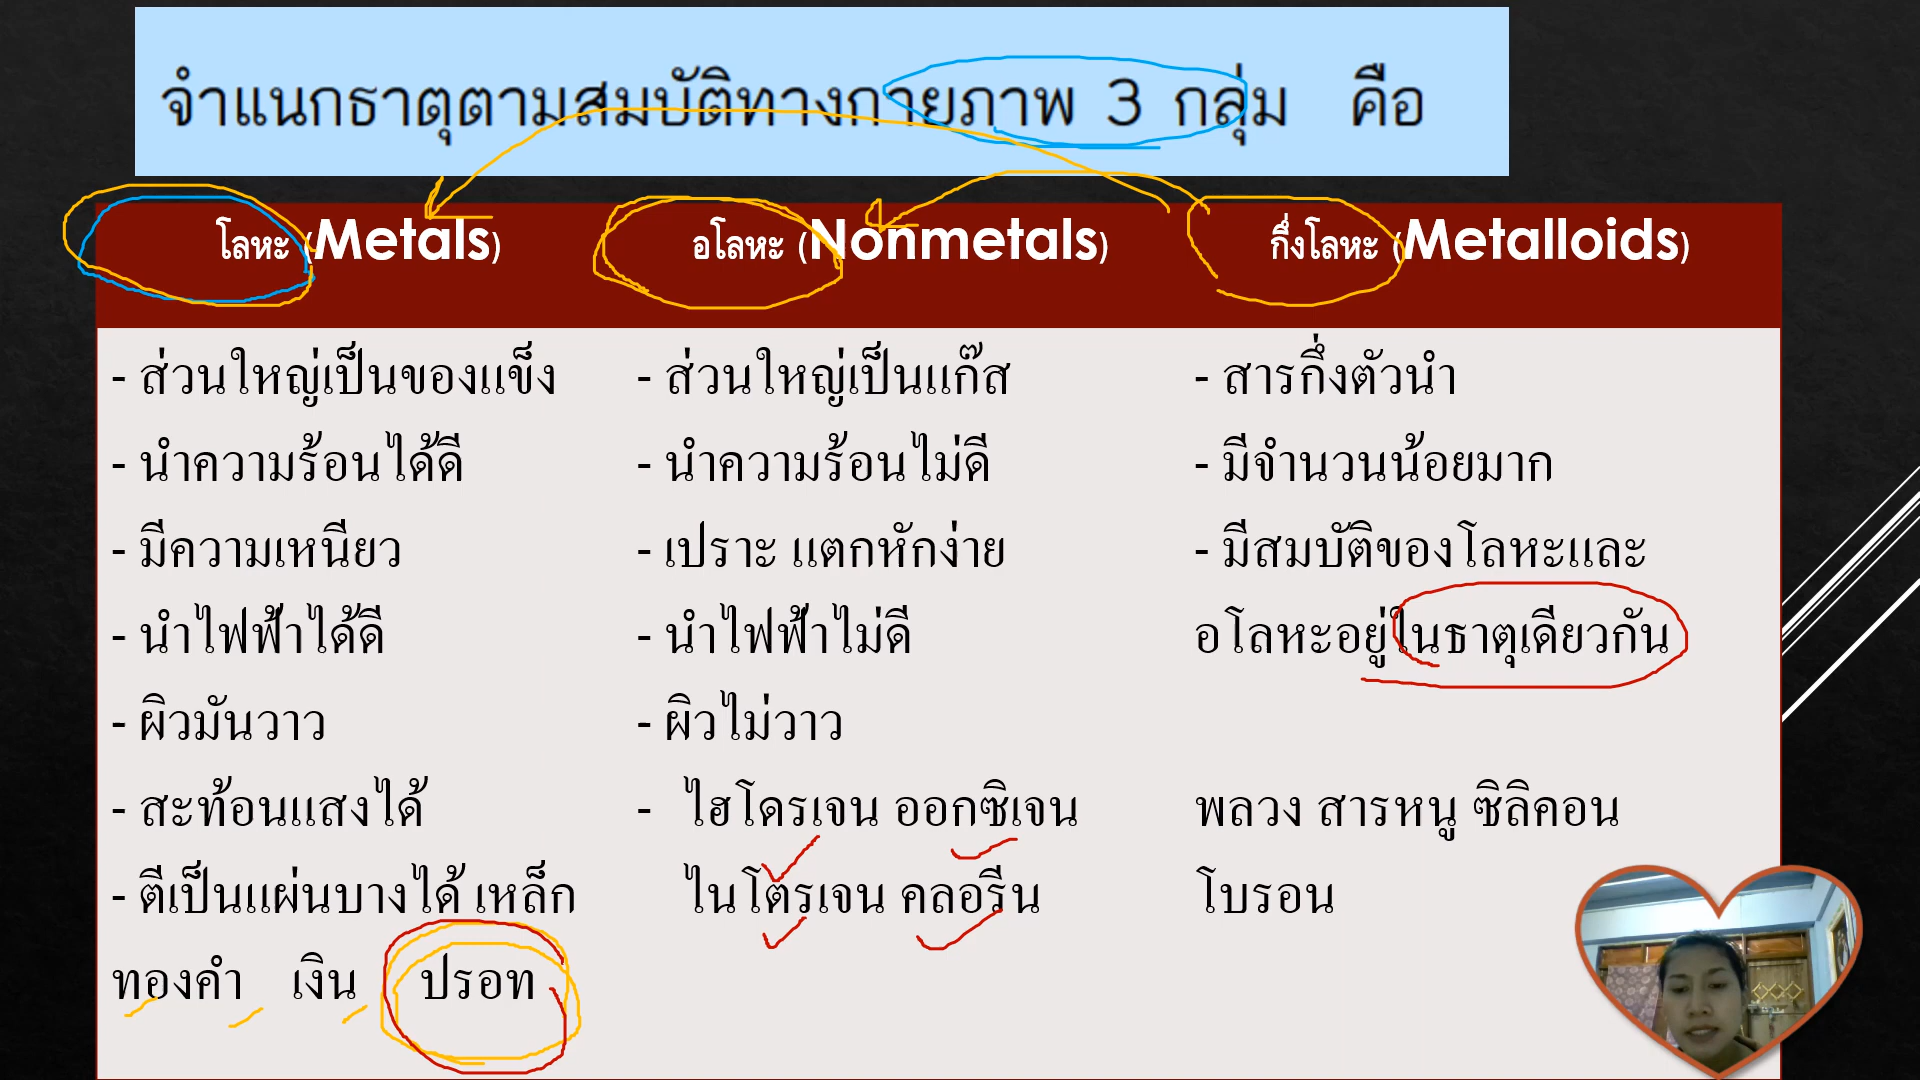 จำแนกธาตุตามสมบัติทางกายภาพ 3 กลุ่ม คือ
โลหะ (Metals)
- ส่วนใหญ่เป็นของแข็ง
- นำความร้อนได้ดี
- มีความเหนียว
- นำไฟฟ้าได้ดี
- ผิวมันวาว
- สะท้อนแสงได้
- ตีเป็นแผ่นบางได้ เหล็ก
ทองคำ เงิน ปรอท
อโลหะ (Nonmetals)
- ส่วนใหญ่เป็นแก๊ส
- นำความร้อนไม่ดี
- เปราะ แตกหักง่าย
- นำไฟฟ้าไม่ดี
- ผิวไม่วาว
- ไฮโดรเจน ออกซิเจน
ไนโตรเจน คลอรีน
กึ่งโลหะ (Metalloids)
- สารกึ่งตัวนำ
- มีจำนวนน้อยมาก
- มีสมบัติของโลหะและ
อโลหะอยู่ในธาตุเดียวกัน
พลวง สารหนู ซิลิคอน
โบรอน